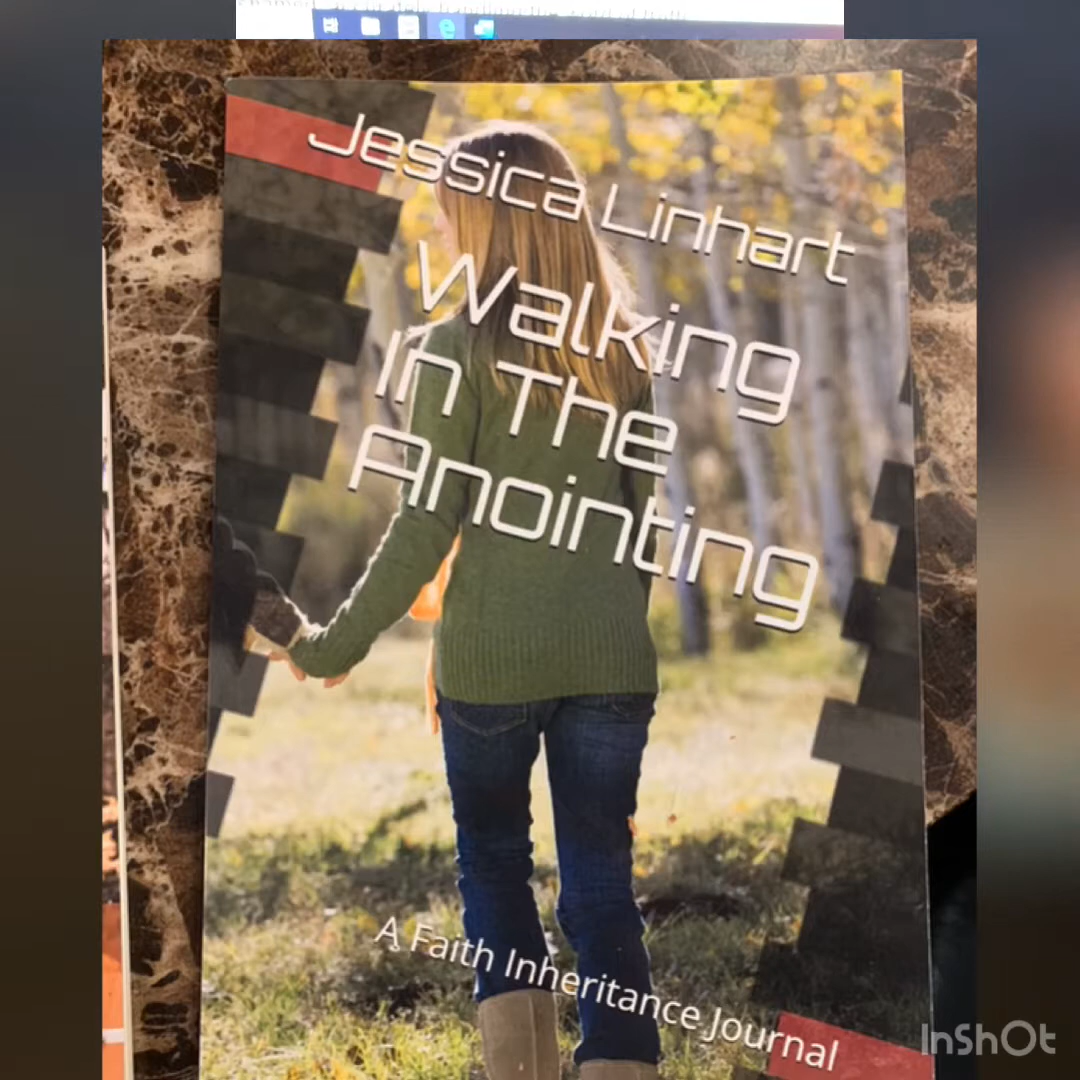 Jessica Linhart
Walking
In The
Anointing
A Faith Inheritance Journal
InShOt